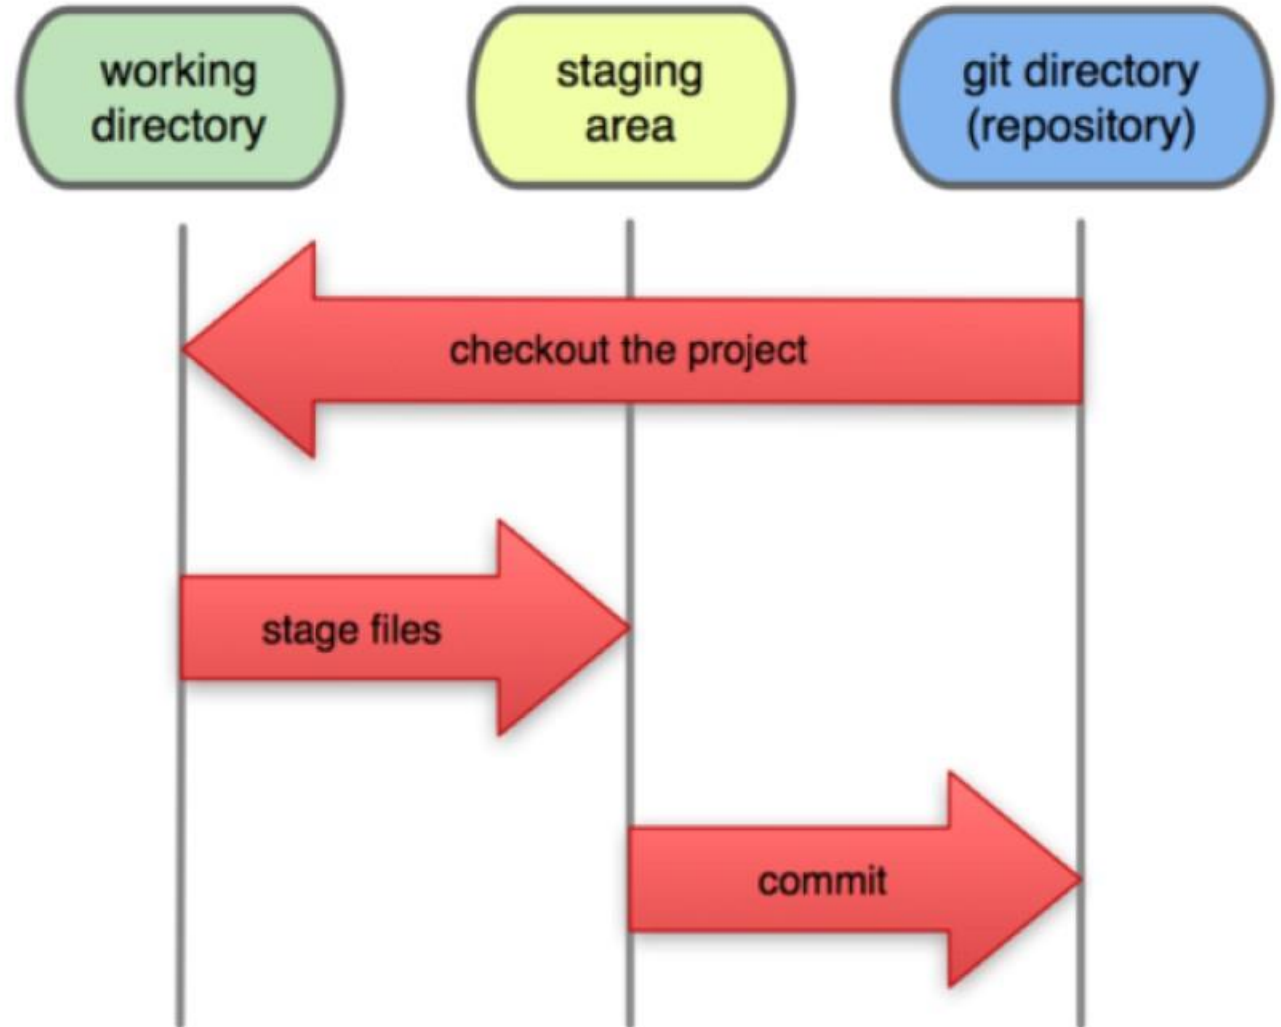 working
directory
staging
area
git directory
(repository)
checkout the project
stage files
commit